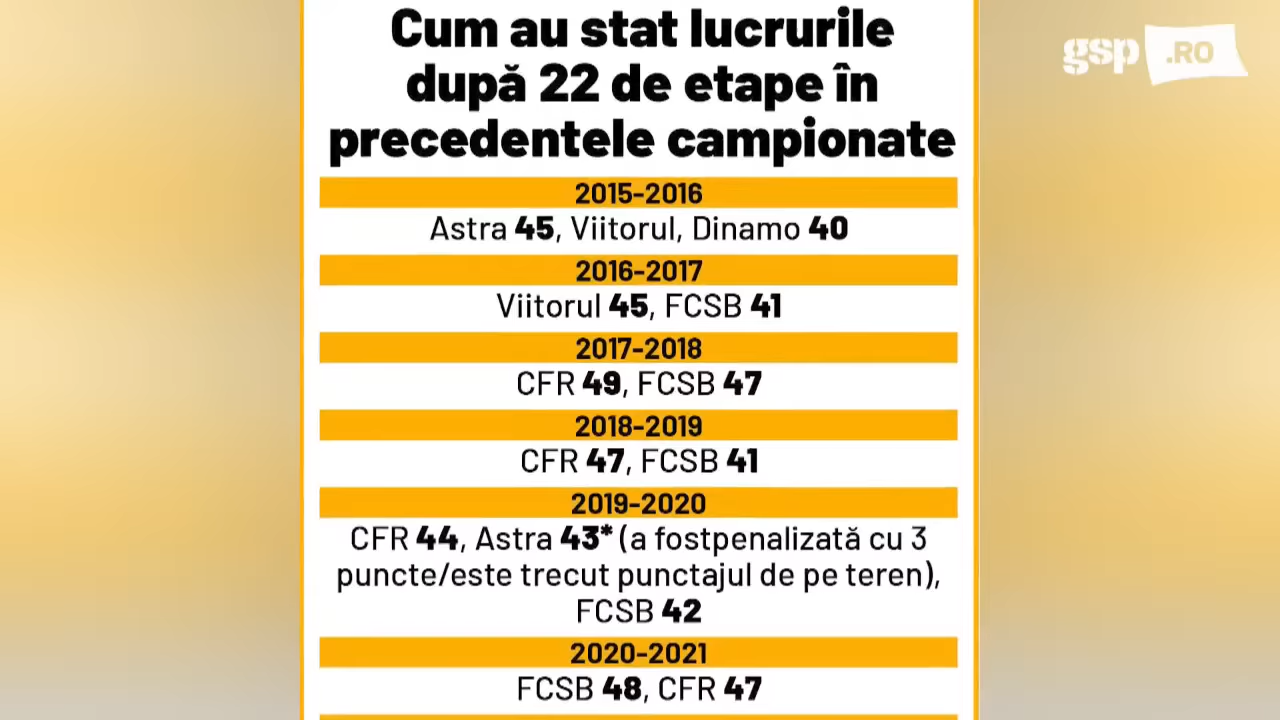 Cum au stat lucrurile
după 22 de etape în
precedentele campionate
gsp.RO
2015-2016
Astra 45, Viitorul, Dinamo 40
2016-2017
Viitorul 45, FCSB 41
2017-2018
CFR 49, FCSB 47
2018-2019
CFR 47, FCSB 41
2019-2020
CFR 44, Astra 43* (a fostpenalizată cu 3
puncte/este trecut punctajul de pe teren),
FCSB 42
2020-2021
FCSB 48, CFR 47